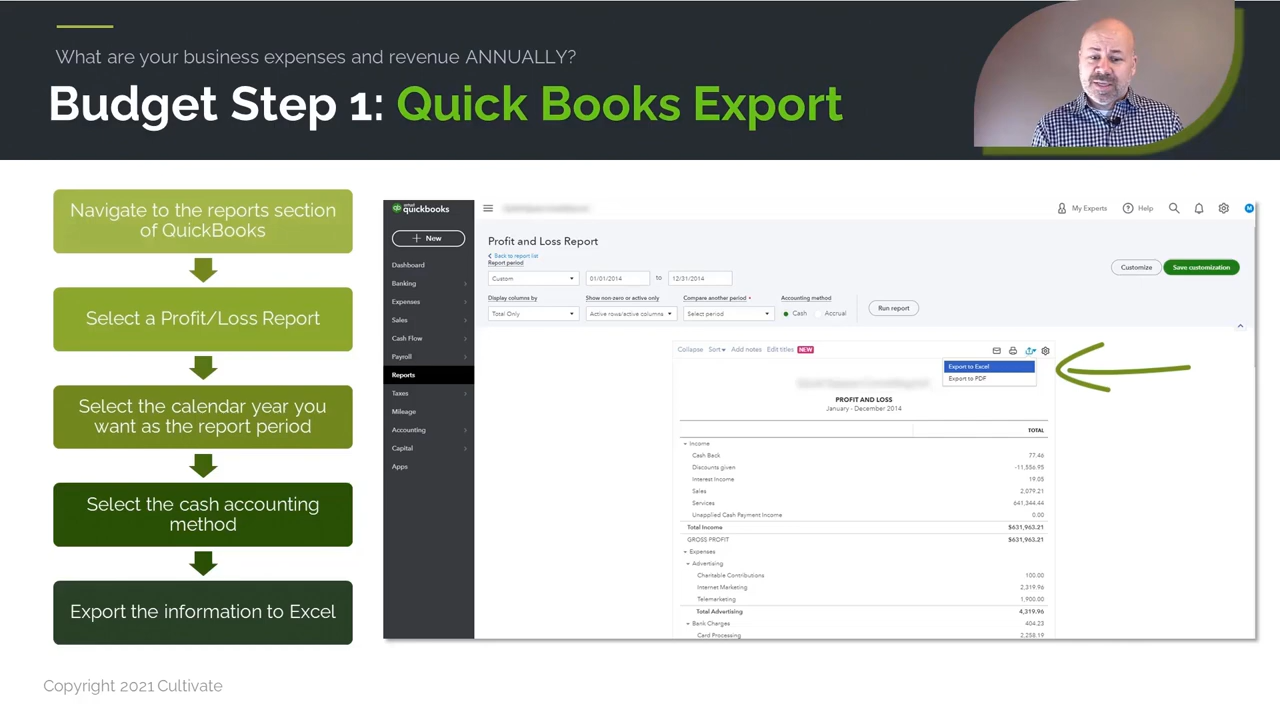 What are your business expenses and revenue ANNUALLY?
Budget Step 1: Quick Books Export
Navigate to the reports section
of QuickBooks
Select a Profit/Loss Report
Select the calendar year you
want as the report period
Select the cash accounting
method
Export the information to Excel
quickbooks
My Experts
Help
M
+ New
Dashboard
Banking
Expenses
Sales
Cash Flow
Payroll
Reports
Taxes
Mileage
Accounting
Capital
Apps
Profit and Loss Report
Back to report list
Report period
Custom
01/01/2014
to
12/31/2014
Customize
Save customization
Display columns by
Show non-zero or active only
Compare another period
Accounting method
Total Only
Active rows/active columns
Select period
Cash
Accrual
Run report
Collapse
Sort
Add notes
Edit titles
NEW
Export to Excel
Export to PDF
PROFIT AND LOSS
January - December 2014
TOTAL
Income
Cash Back 77.46
Discounts given -11,556.95
Interest Income 19.05
Sales 2,079.21
Services 641,344.44
Unapplied Cash Payment Income 0.00
Total Income $631,963.21
GROSS PROFIT $631,963.21
Expenses
Advertising
Charitable Contributions 100.00
Internet Marketing 2,319.96
Telemarketing 1,900.00
Total Advertising 4,319.96
Bank Charges 404.23
Card Processing 2,258.19
Copyright 2021 Cultivate